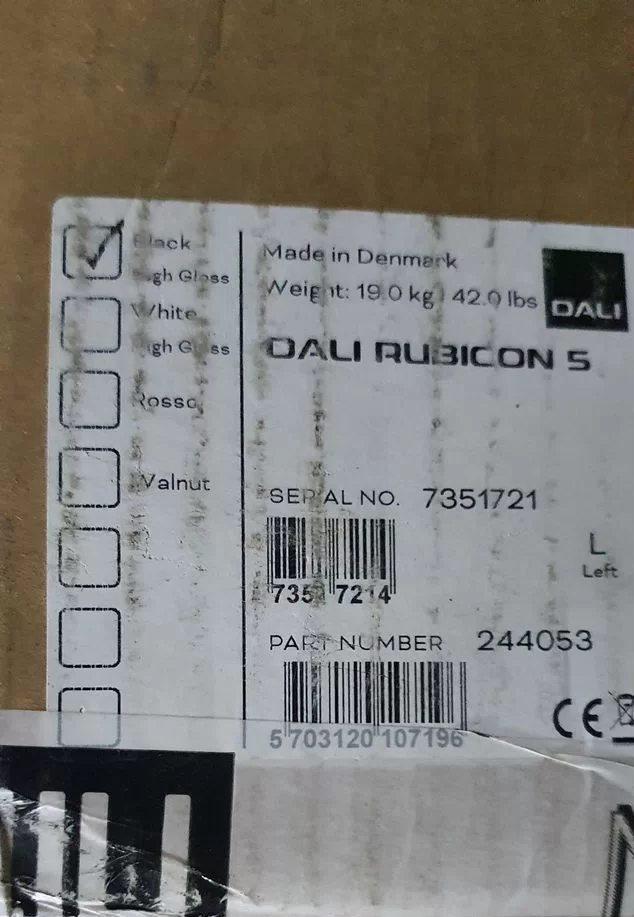 Black
High Gloss
White
High Gloss
Rosso
Walnut
Made in Denmark
Weight: 19.0 kg / 42.0 lbs
DALI
DALI RUBICON 5
SERIAL NO. 7351721
L
Left
PART NUMBER 244053
5 703120 107196
CE